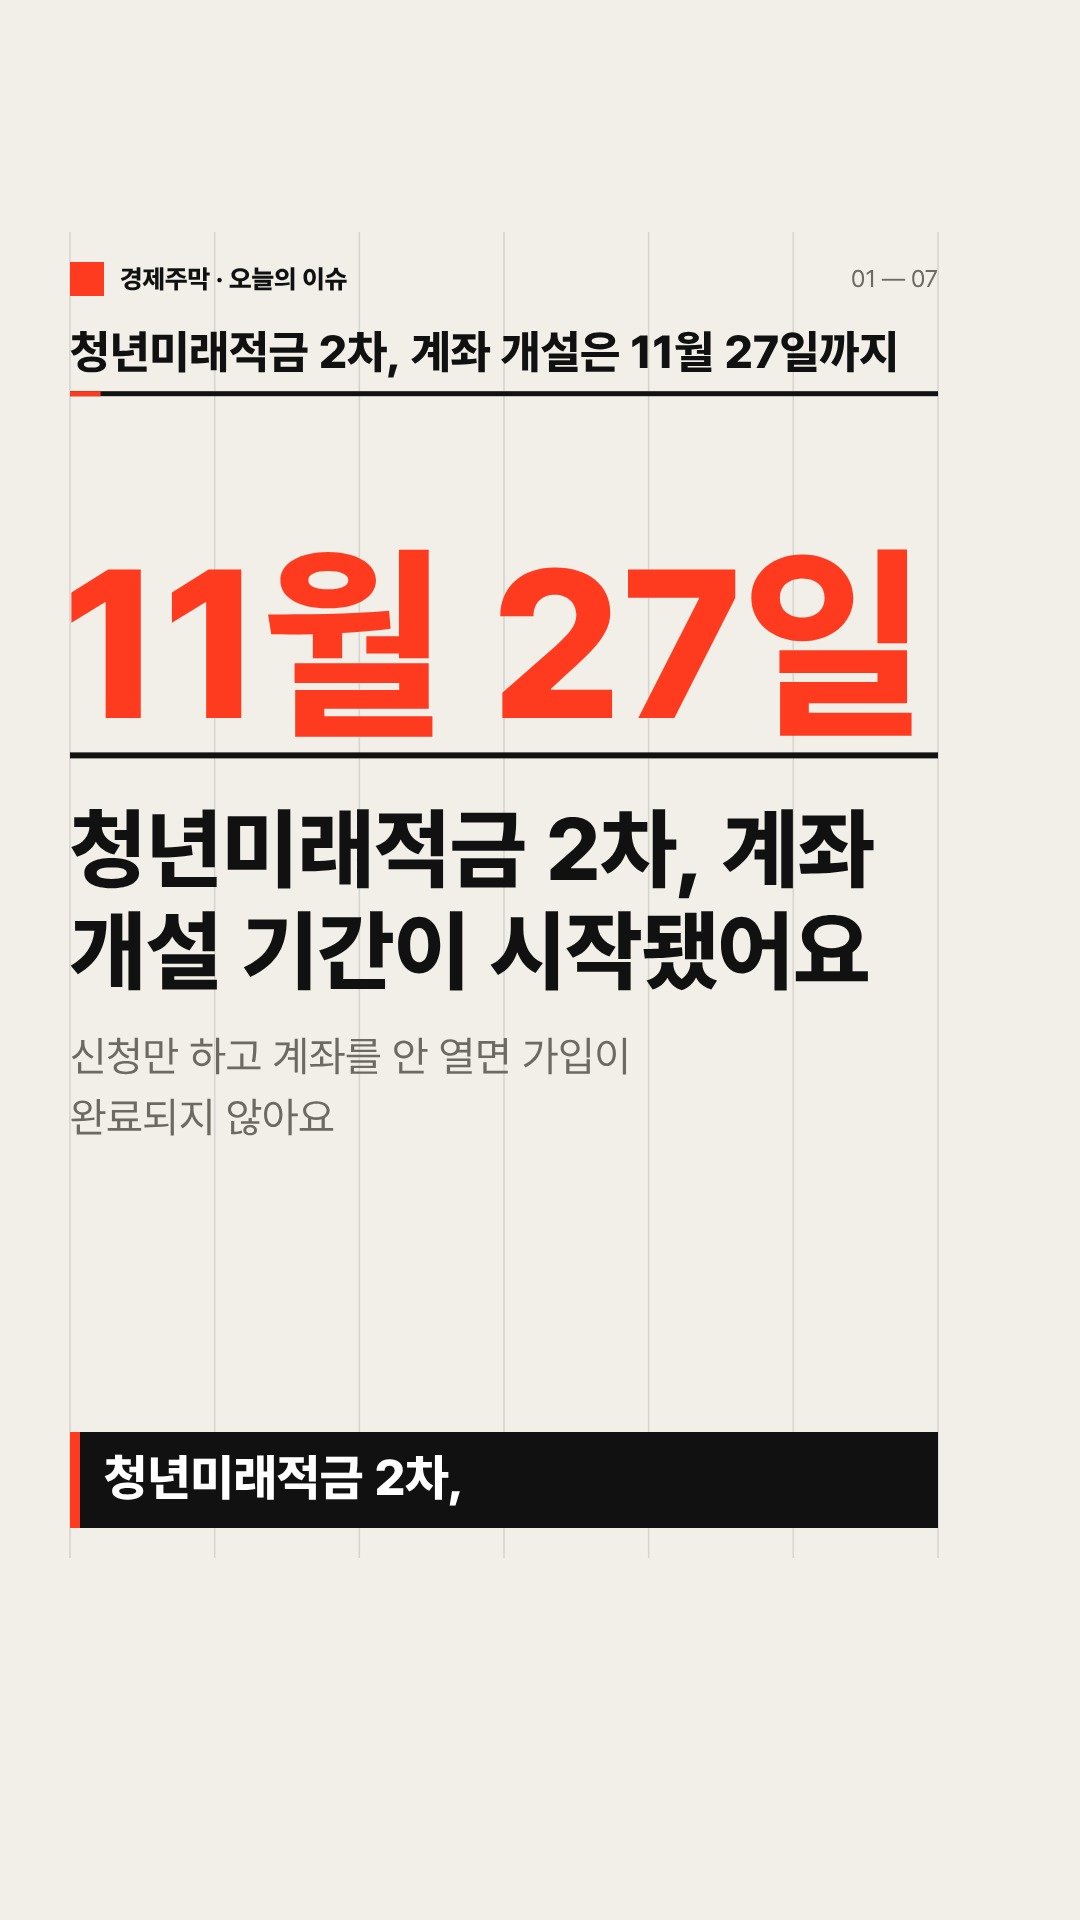 경제주막 · 오늘의 이슈
01 — 07
청년미래적금 2차, 계좌 개설은 11월 27일까지
11월 27일
청년미래적금 2차, 계좌
개설 기간이 시작됐어요
신청만 하고 계좌를 안 열면 가입이
완료되지 않아요
청년미래적금 2차,